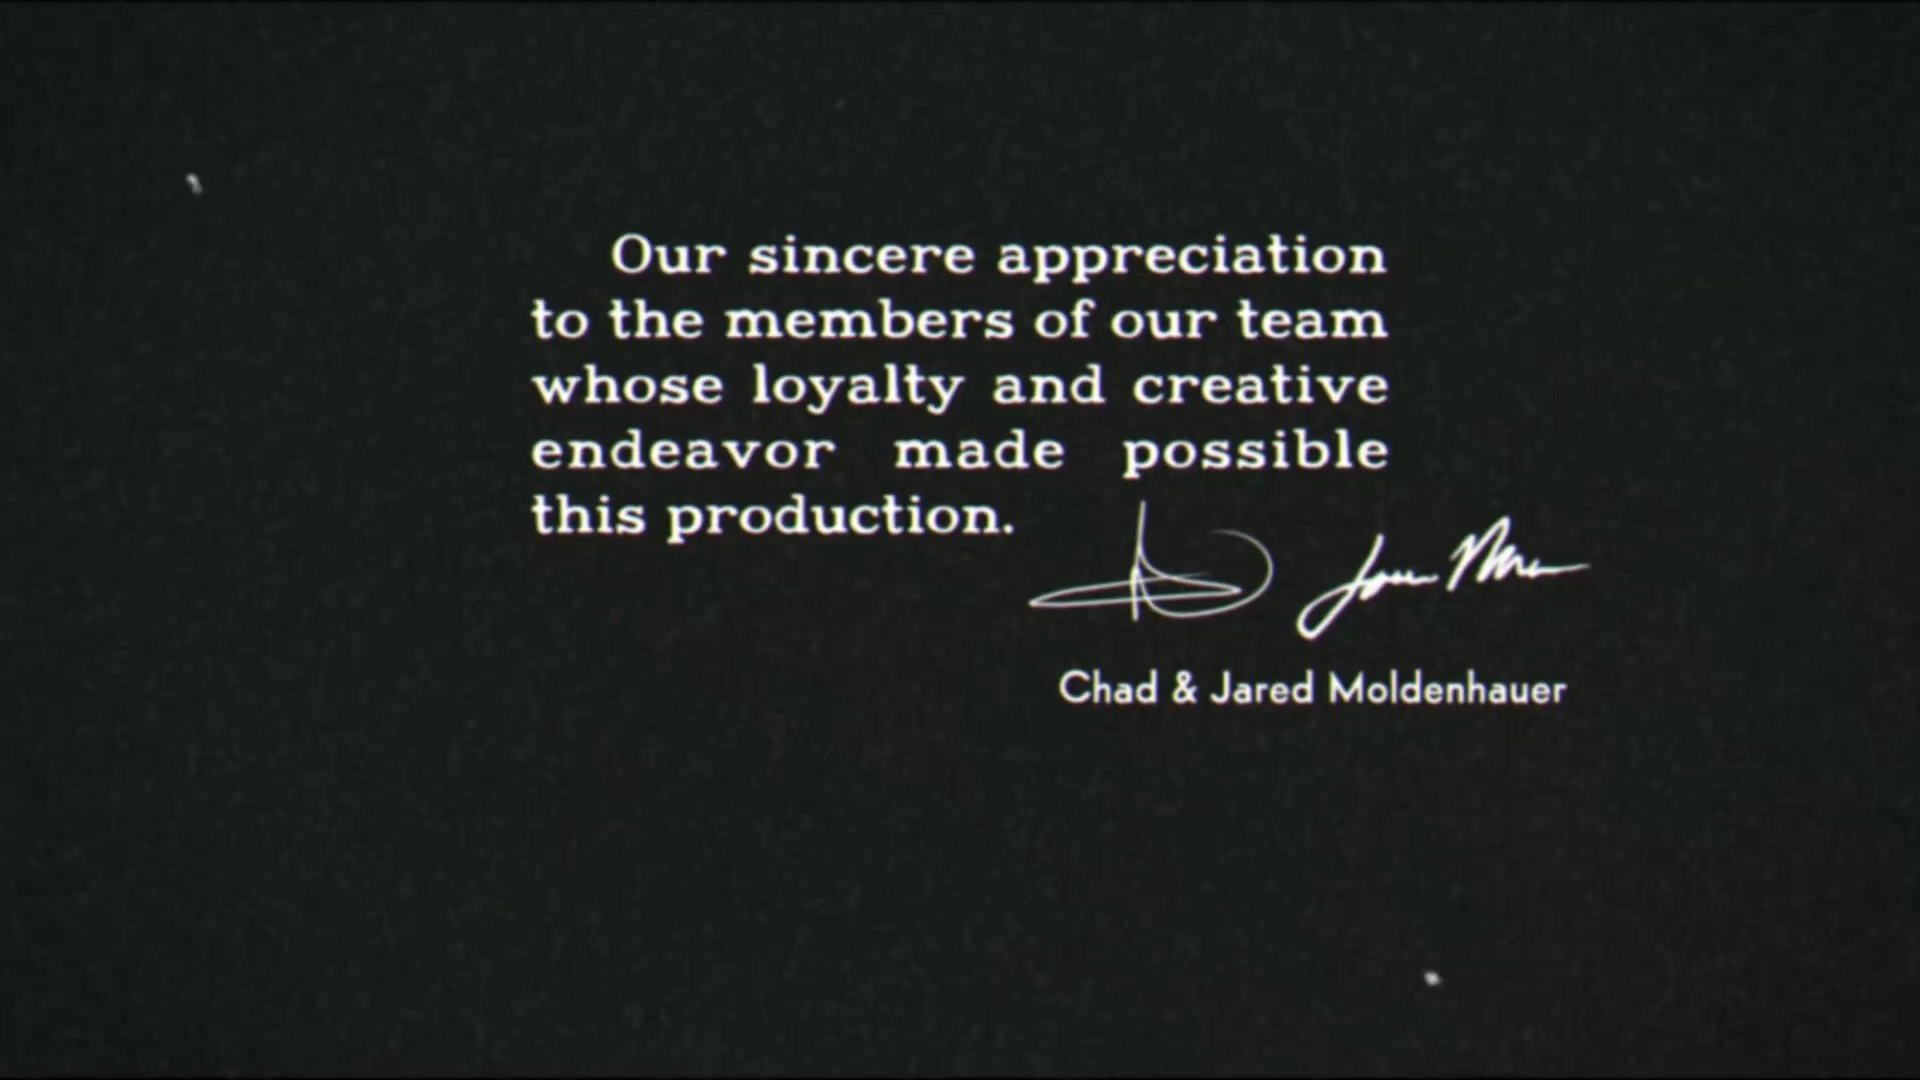 Our sincere appreciation
to the members of our team
whose loyalty and creative
endeavor made possible
this production.
Chad & Jared Moldenhauer